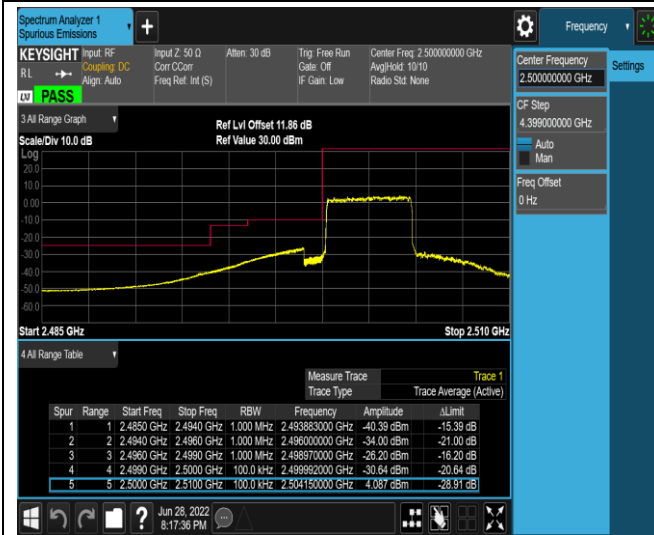 Spectrum Analyzer 1
Spurious Emissions
Frequency
KEYSIGHT
RL
Input: RF
Coupling: DC
Align: Auto
Input Z: 50 Ω
Corr CCorr
Freq Ref: Int (S)
Atten: 30 dB
Trig: Free Run
Gate: Off
IF Gain: Low
Center Freq: 2.500000000 GHz
Avg|Hold: 10/10
Radio Std: None
PASS
Center Frequency
2.500000000 GHz
Settings
CF Step
4.399000000 GHz
Auto
Man
Freq Offset
0 Hz
3 All Range Graph
Scale/Div 10.0 dB
Ref Lvl Offset 11.86 dB
Ref Value 30.00 dBm
Log
20.0
10.0
0.00
-10.0
-20.0
-30.0
-40.0
-50.0
-60.0
Start 2.485 GHz
Stop 2.510 GHz
4 All Range Table
Measure Trace Trace 1
Trace Type Trace Average (Active)
Spur Range Start Freq Stop Freq RBW Frequency Amplitude ΔLimit
1 1 2.4850 GHz 2.4940 GHz 1.000 MHz 2.493883000 GHz -40.39 dBm -15.39 dB
2 2 2.4940 GHz 2.4960 GHz 1.000 MHz 2.496000000 GHz -34.00 dBm -21.00 dB
3 3 2.4960 GHz 2.4990 GHz 1.000 MHz 2.498970000 GHz -26.20 dBm -16.20 dB
4 4 2.4990 GHz 2.5000 GHz 100.0 kHz 2.499992000 GHz -30.64 dBm -20.64 dB
5 5 2.5000 GHz 2.5100 GHz 100.0 kHz 2.504150000 GHz 4.087 dBm -28.91 dB
Jun 28, 2022
8:17:36 PM